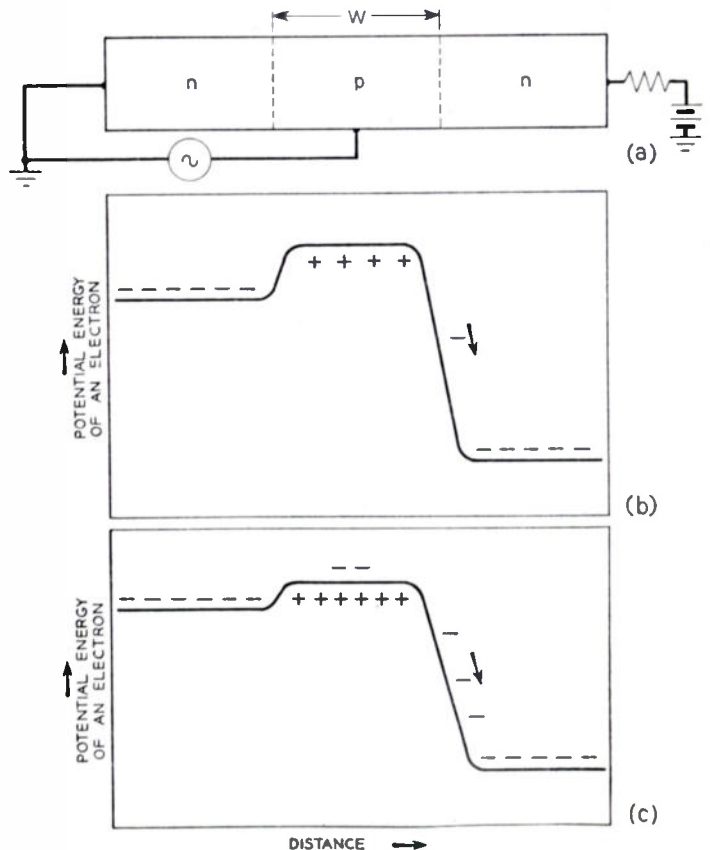 W
n p n
(a)
POTENTIAL ENERGY
OF AN ELECTRON
(b)
POTENTIAL ENERGY
OF AN ELECTRON
(c)
DISTANCE